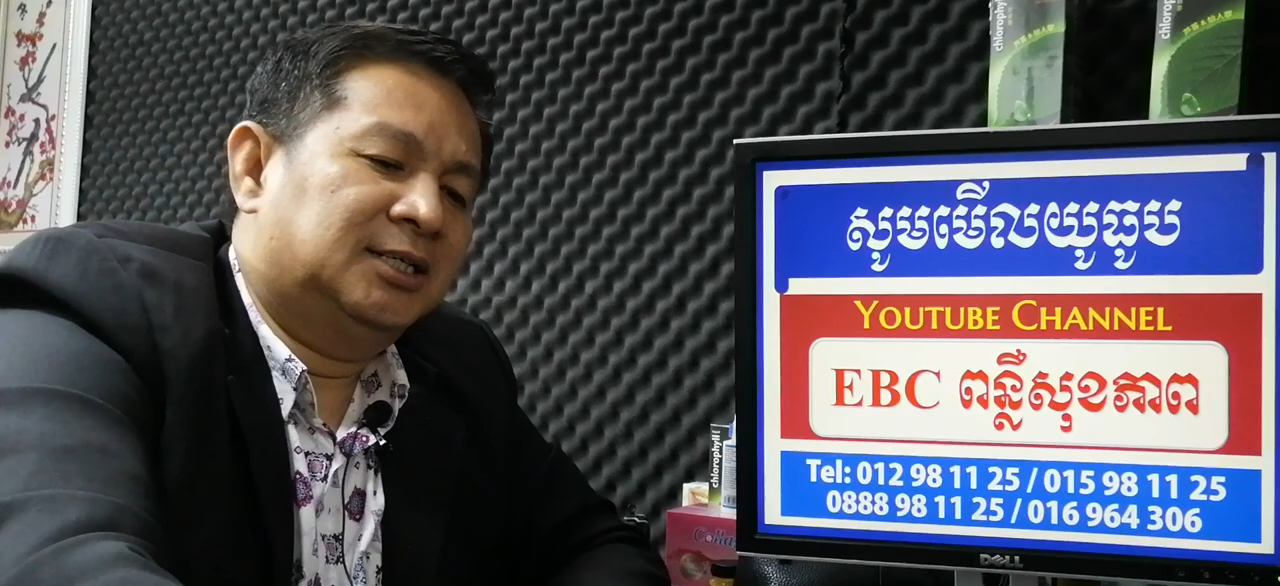 chlorophyll
chlorophyll
សូមមើលយូធូប
YOUTUBE CHANNEL
EBC ពន្លឺសុខភាព
Tel: 012 98 11 25 / 015 98 11 25
0888 98 11 25 / 016 964 306
chlorophyll
DELL